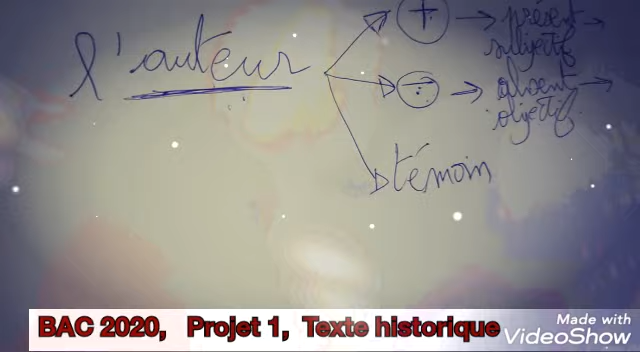 l'auteur
+ → présent →
subjectif
→ absent →
objectif
témoin
BAC 2020, Projet 1, Texte historique
Made with
VideoShow